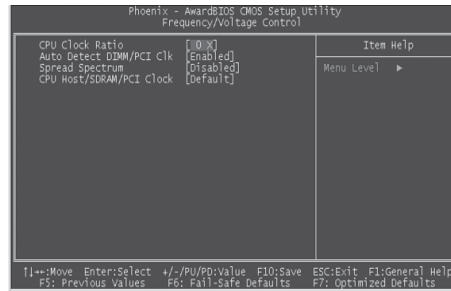 Phoenix - AwardBIOS CMOS Setup Utility
Frequency/Voltage Control
CPU Clock Ratio [ 0 X]
Auto Detect DIMM/PCI Clk [Enabled]
Spread Spectrum [Disabled]
CPU Host/SDRAM/PCI Clock [Default]
Item Help
Menu Level ►
↑↓→←:Move Enter:Select +/-/PU/PD:Value F10:Save ESC:Exit F1:General Help
F5: Previous Values F6: Fail-Safe Defaults F7: Optimized Defaults